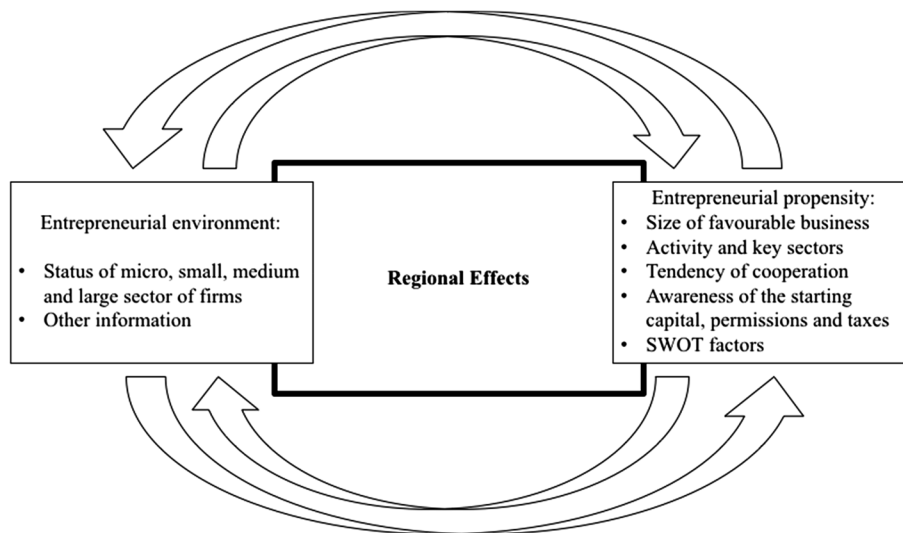 Entrepreneurial environment:
• Status of micro, small, medium
and large sector of firms
• Other information
Regional Effects
Entrepreneurial propensity:
• Size of favourable business
• Activity and key sectors
• Tendency of cooperation
• Awareness of the starting
capital, permissions and taxes
• SWOT factors